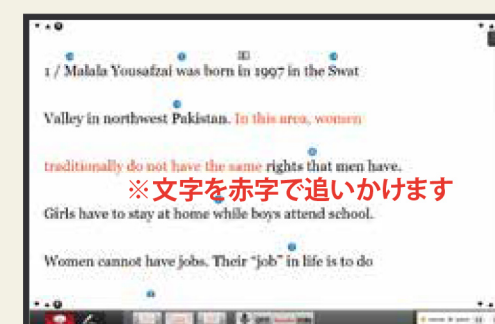 1 / Malala Yousafzai was born in 1997 in the Swat
Valley in northwest Pakistan. In this area, women
traditionally do not have the same rights that men have.
※文字を赤字で追いかけます
Girls have to stay at home while boys attend school.
Women cannot have jobs. Their “job” in life is to do